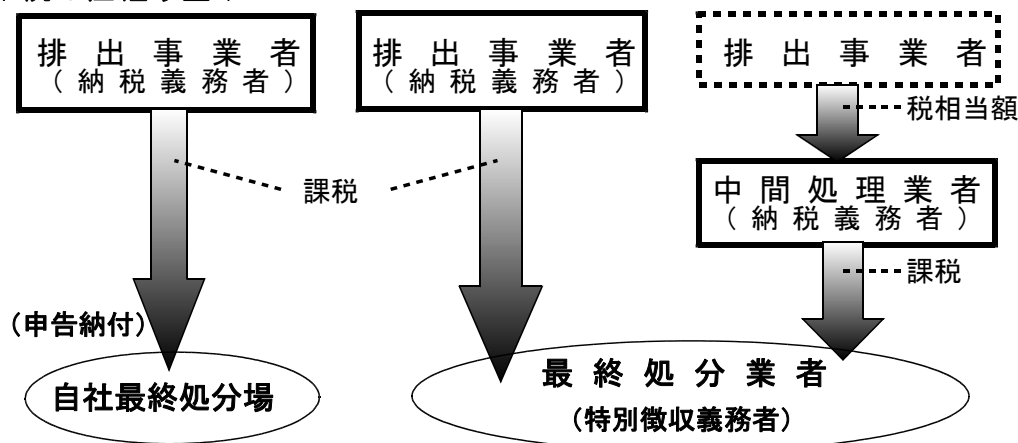 排出事業者
（納税義務者）
排出事業者
（納税義務者）
排出事業者
税相当額
課税
中間処理業者
（納税義務者）
課税
（申告納付）
自社最終処分場
最終処分業者
（特別徴収義務者）